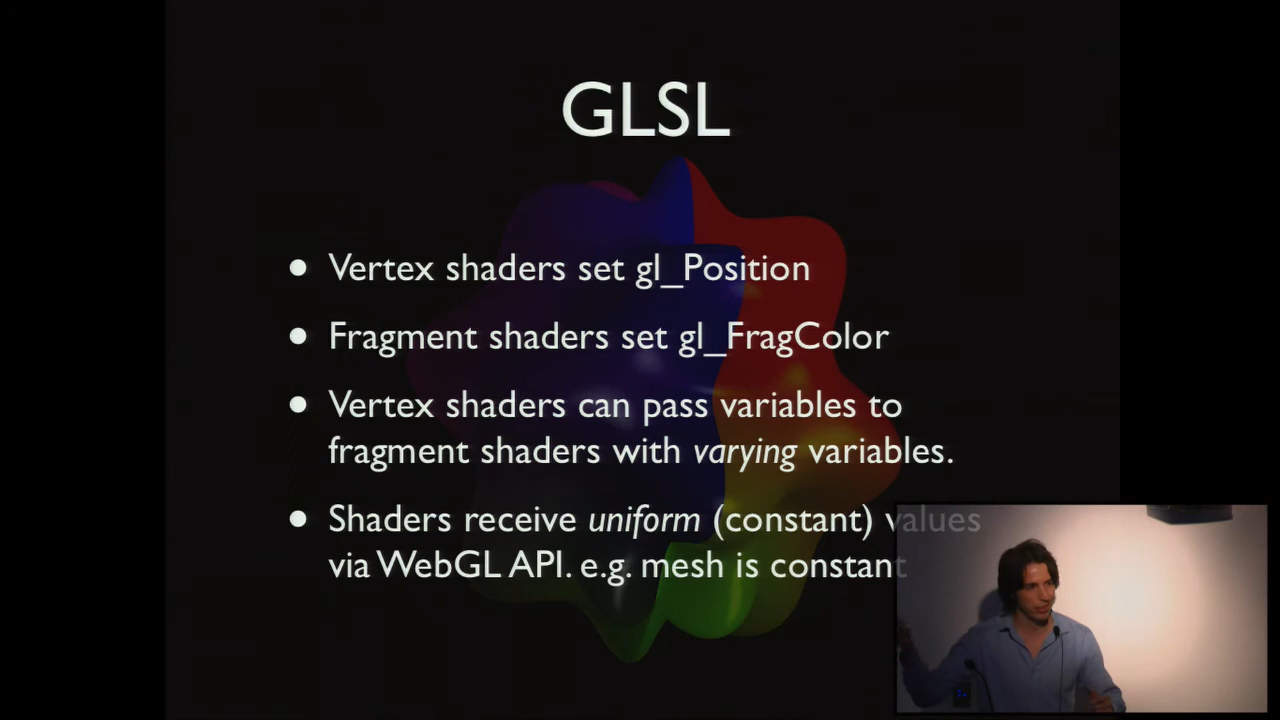 GLSL
• Vertex shaders set gl_Position
• Fragment shaders set gl_FragColor
• Vertex shaders can pass variables to
fragment shaders with varying variables.
• Shaders receive uniform (constant) values
via WebGL API. e.g. mesh is constant